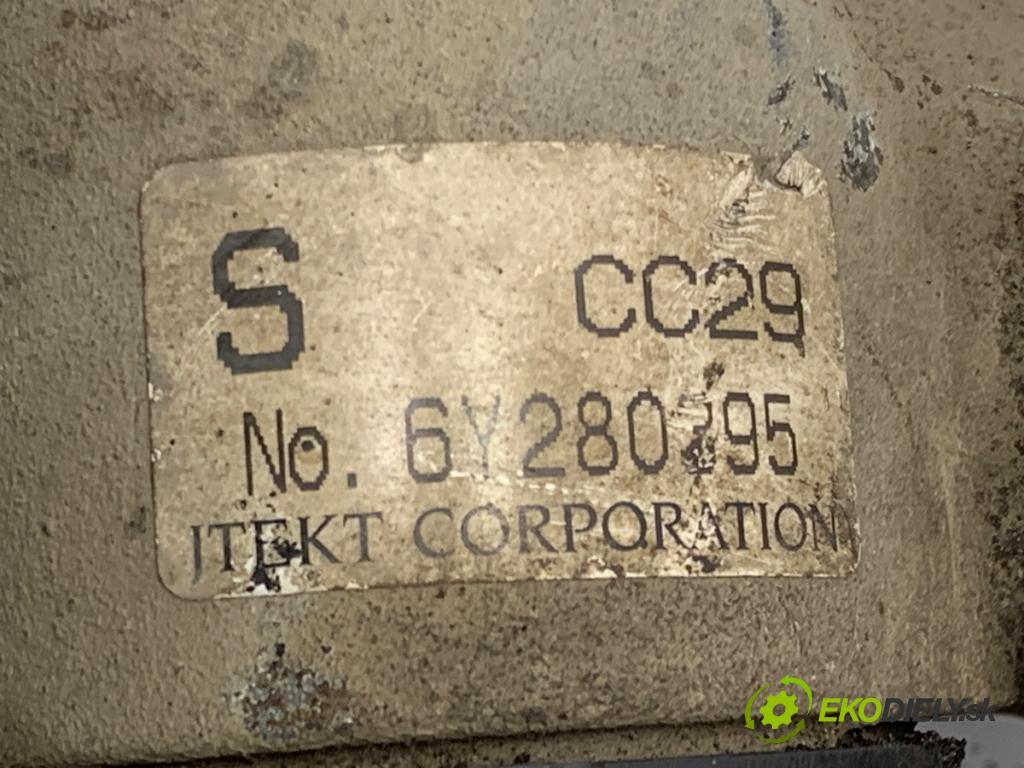 S CC29
No.
JTEKT CORPORATION
EKODIELY.sk